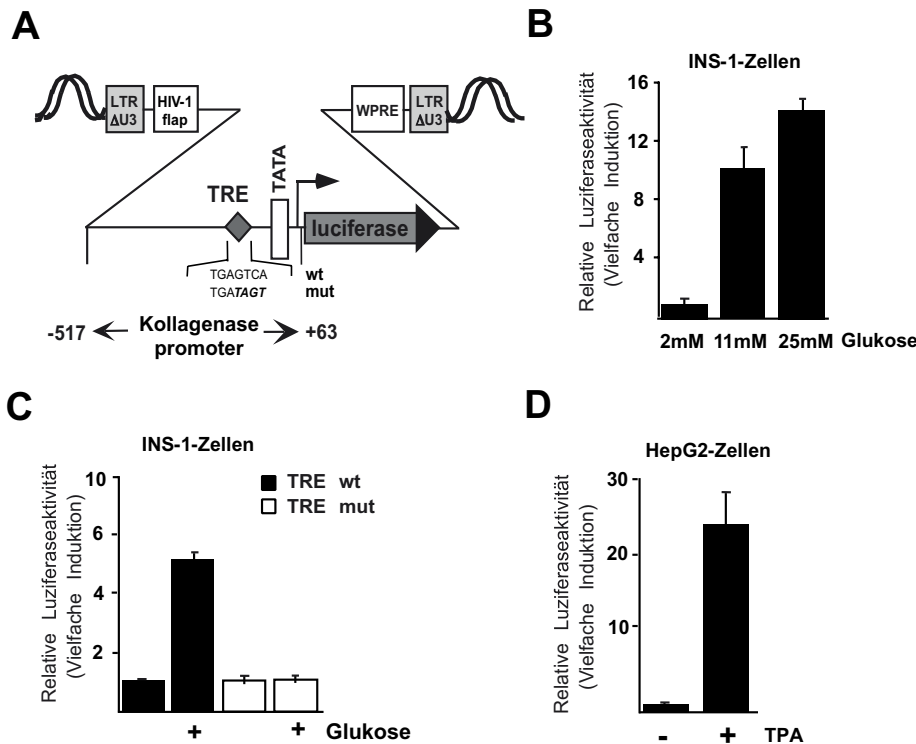 A
LTR
ΔU3
HIV-1
flap
WPRE
LTR
ΔU3
TRE
TATA
luciferase
TGAGTCA
wt
TGATAGT
mut
-517
Kollagenase
promoter
+63
B
INS-1-Zellen
Relative Luziferaseaktivität
(Vielfache Induktion)
16
12
8
4
2mM 11mM 25mM Glukose
C
INS-1-Zellen
Relative Luziferaseaktivität
(Vielfache Induktion)
10
6
4
2
TRE wt
TRE mut
+ + Glukose
D
HepG2-Zellen
Relative Luziferaseaktivität
(Vielfache Induktion)
30
20
10
- + TPA